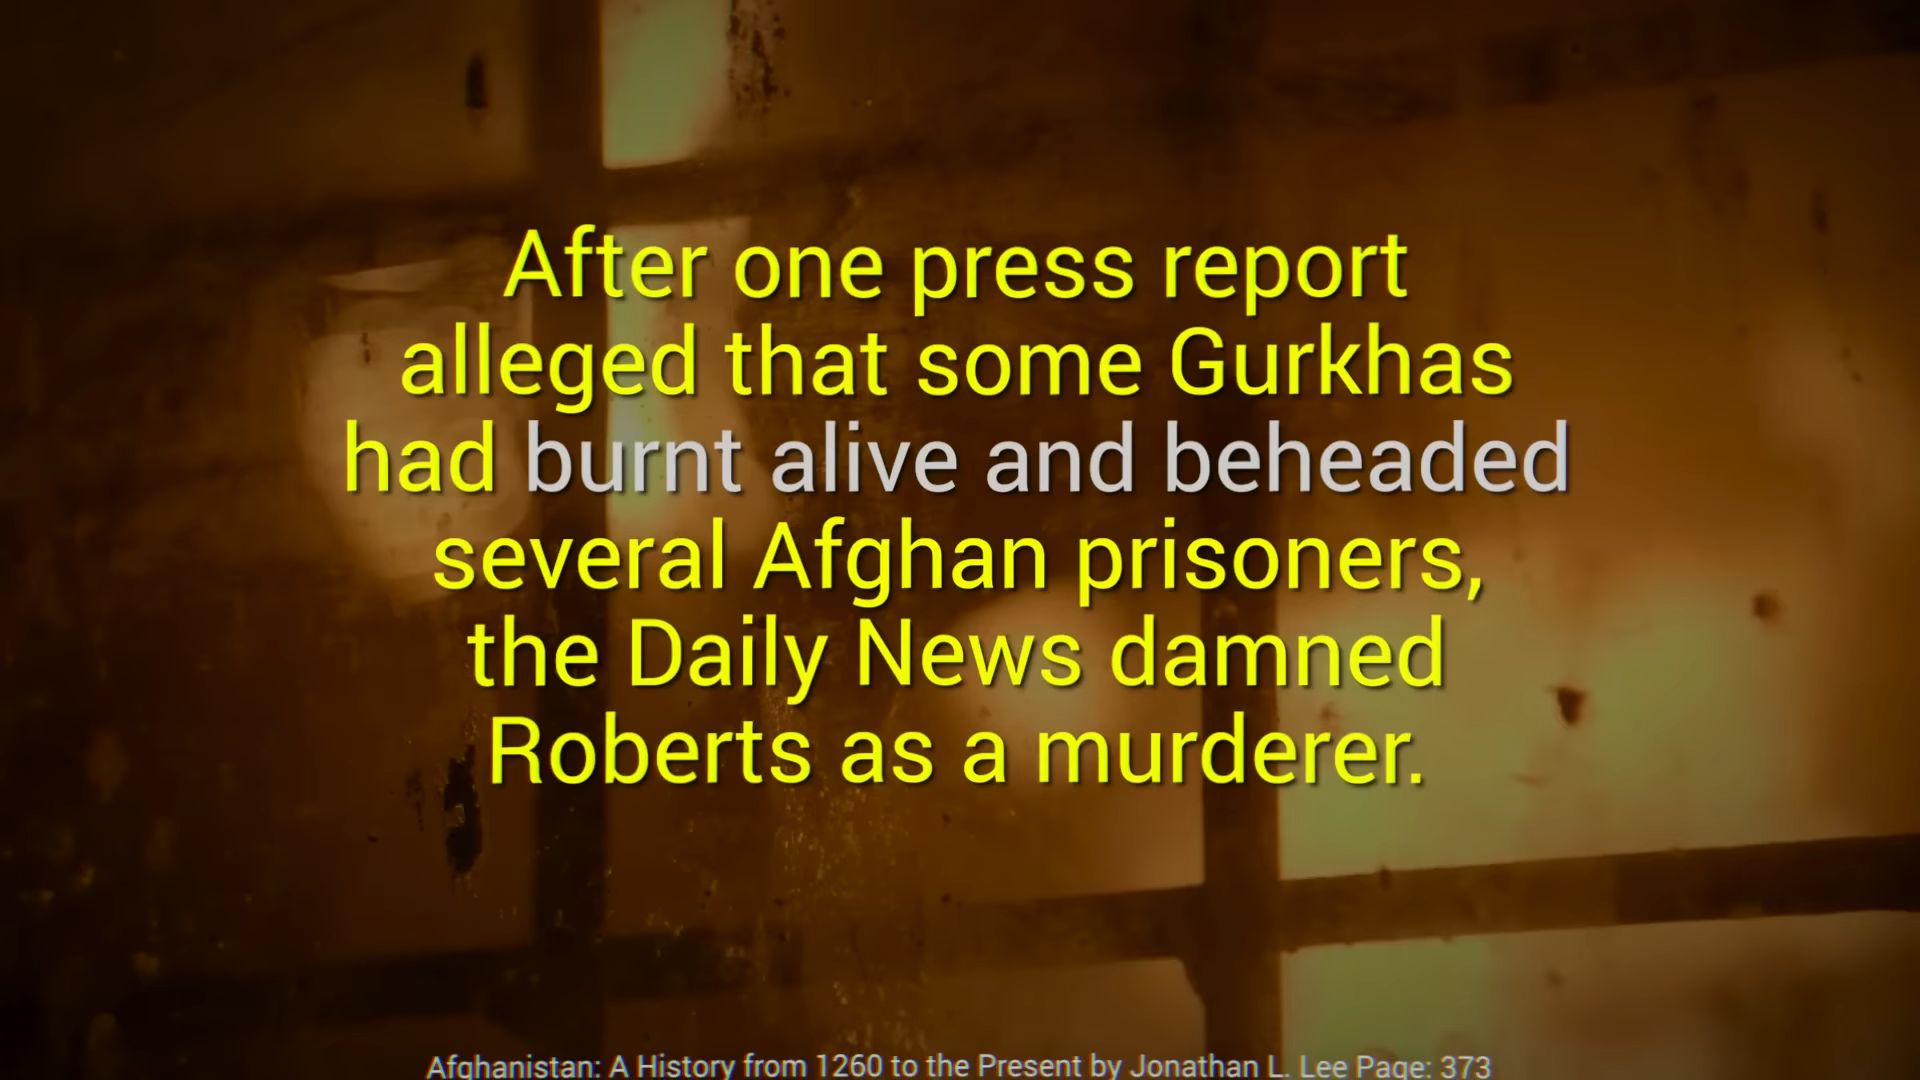 After one press report
alleged that some Gurkhas
had burnt alive and beheaded
several Afghan prisoners,
the Daily News damned
Roberts as a murderer.
Afghanistan: A History from 1260 to the Present by Jonathan L. Lee Page: 373